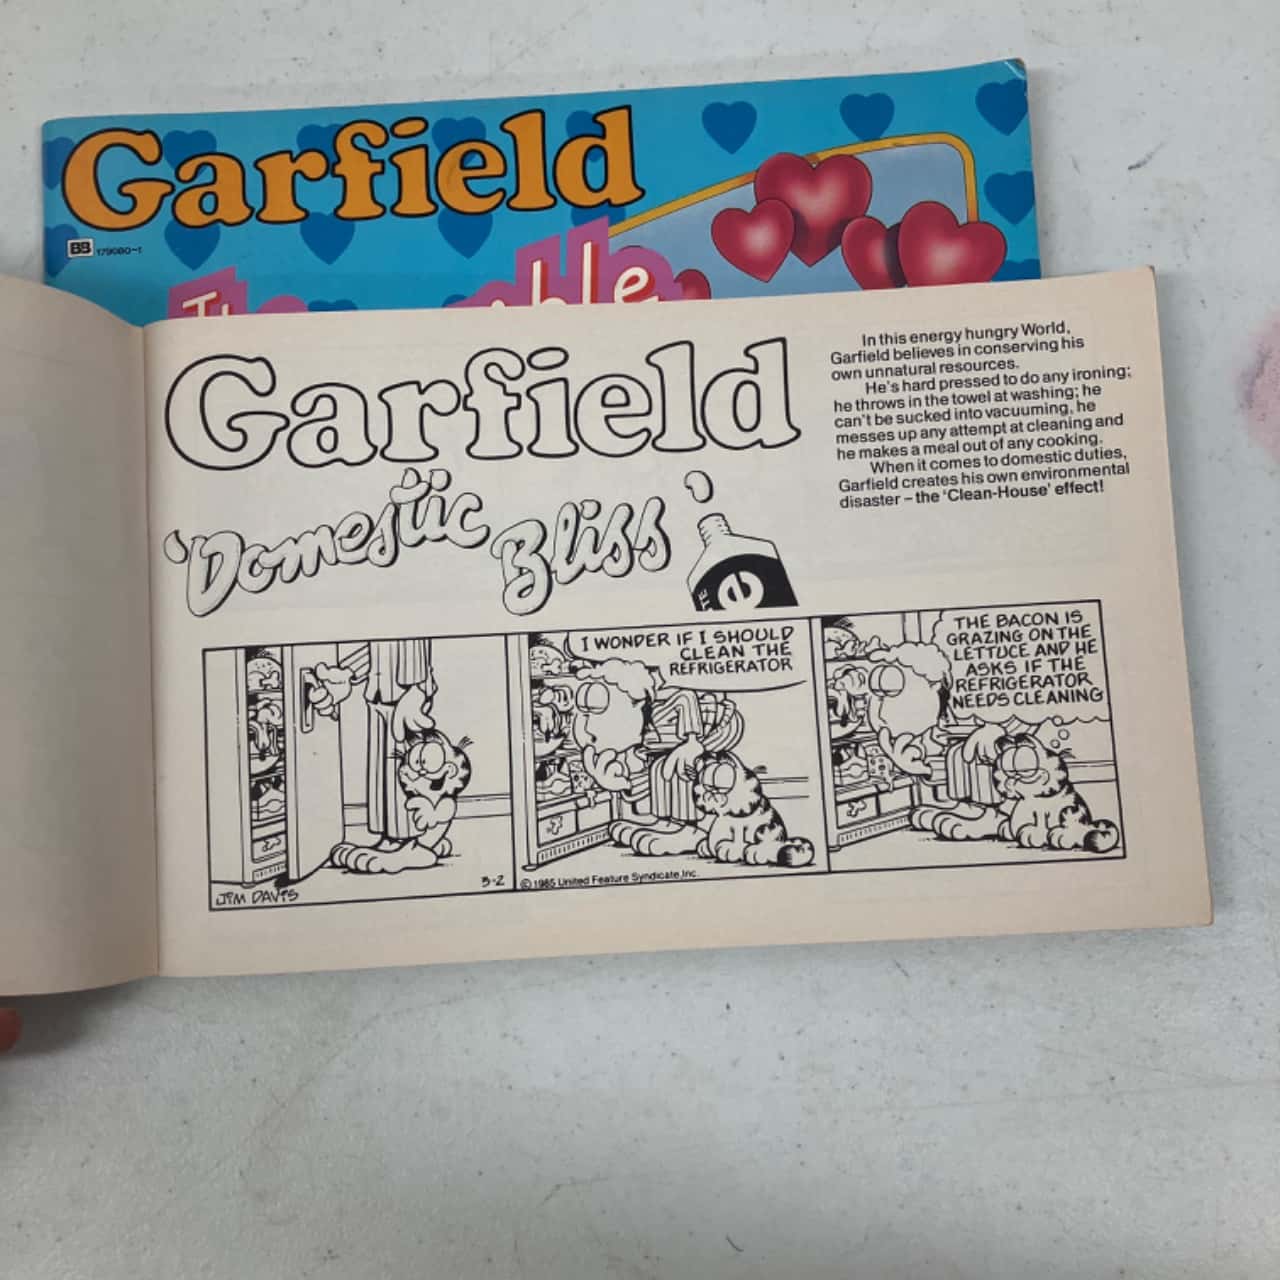 Garfield
BB 179080-1
Garfield
'Domestic Bliss'
In this energy hungry World,
Garfield believes in conserving his
own unnatural resources.
He's hard pressed to do any ironing;
he throws in the towel at washing; he
can't be sucked into vacuuming, he
messes up any attempt at cleaning and
he makes a meal out of any cooking.
When it comes to domestic duties,
Garfield creates his own environmental
disaster – the 'Clean-House' effect!
I WONDER IF I SHOULD
CLEAN THE
REFRIGERATOR
THE BACON IS
GRAZING ON THE
LETTUCE AND HE
ASKS IF THE
REFRIGERATOR
NEEDS CLEANING
JIM DAVIS
3-2
© 1985 United Feature Syndicate, Inc.